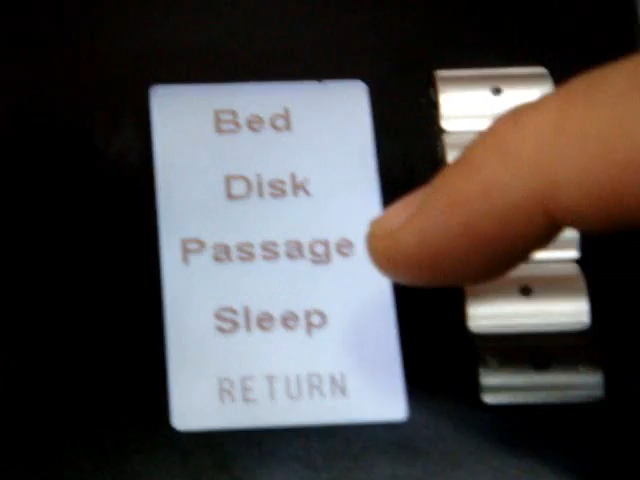 Bed
Disk
Passage
Sleep
RETURN